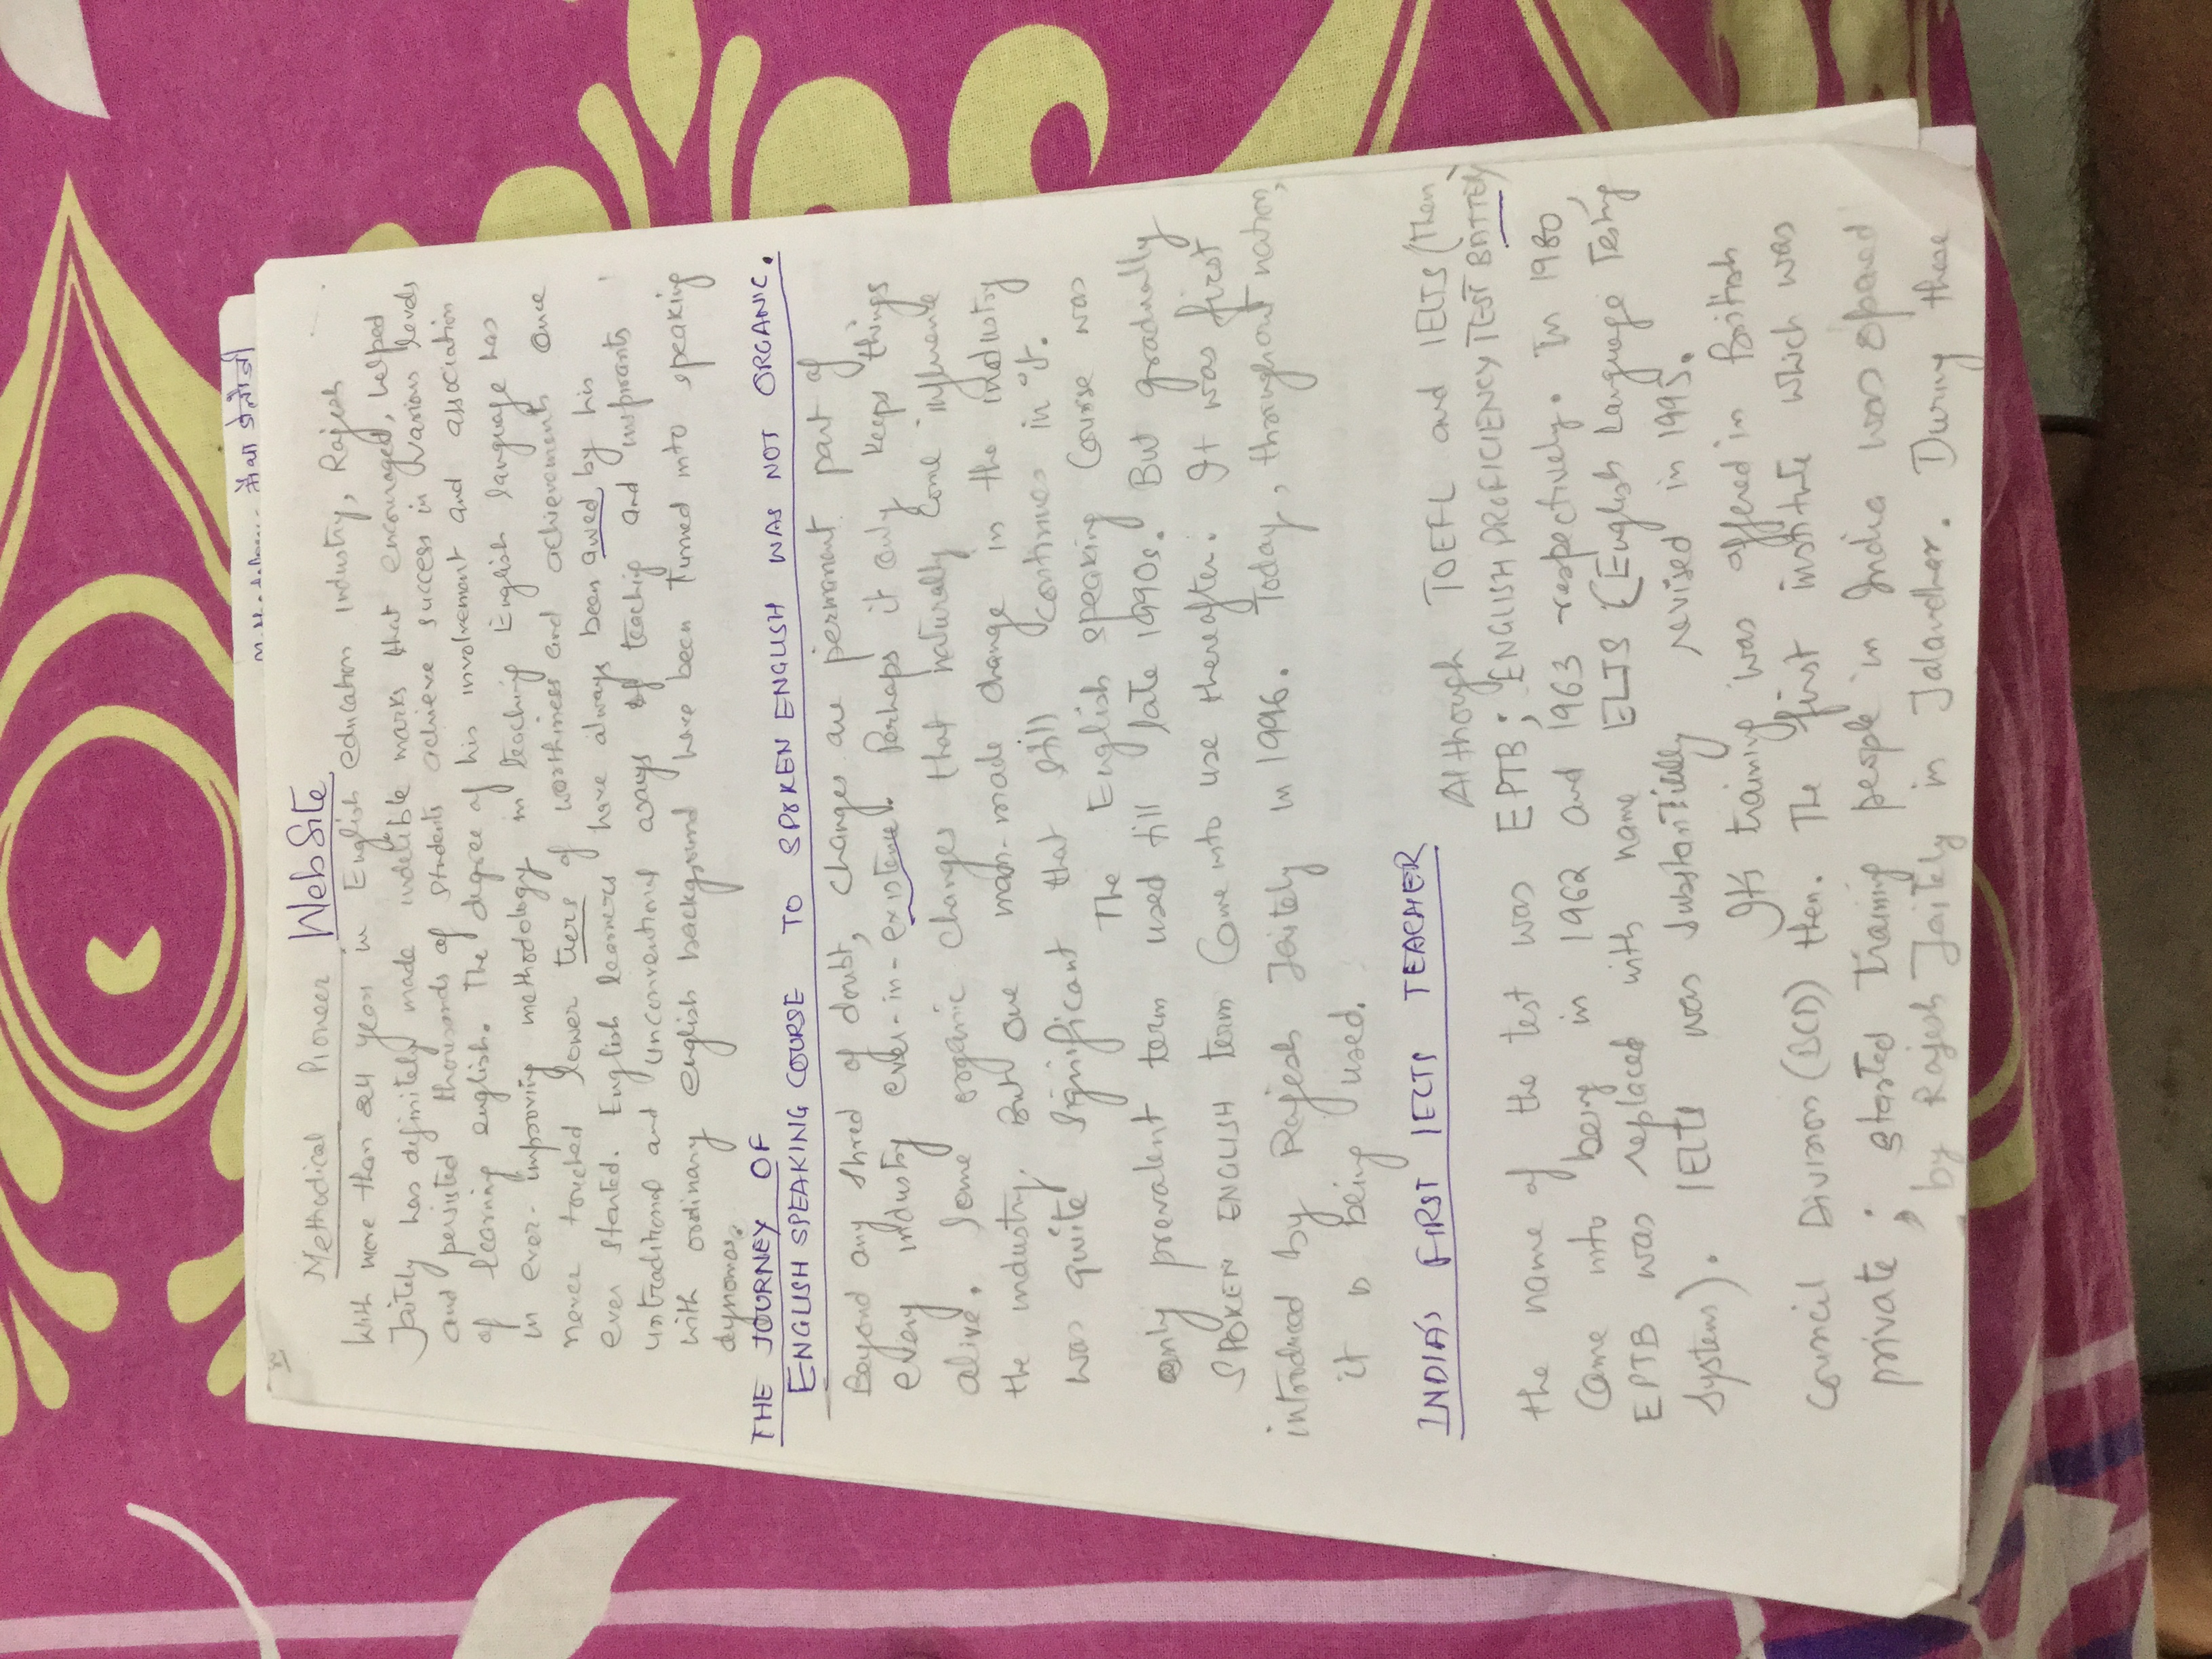 मैथाडोलौजी
Methodical Pioneer WebSite
With more than 24 years in English education industry, Rajesh
Jaitely has definitely made indelible marks that encouraged, helped
and persisted thousands of students achieve success in various levels
of learning english. The degree of his involvement and association
in ever-improving methodology in teaching English language has
never touched lower tiers of worthiness and achievements once
ever started. English learners have always been awed by his
untraditional and unconventional ways of teaching and inspirants
with ordinary english background have been turned into speaking
dynomos.
THE JOURNEY OF
ENGLISH SPEAKING COURSE TO SPOKEN ENGLISH WAS NOT ORGANIC.
Beyond any shred of doubt, changes are permanent part of
every industry ever-in-existence. Perhaps it only keeps things
alive. Some organic changes that naturally come influence
the industry. But one man-made change in the industry
was quite significant that still continues in it.
The English speaking Course was
only prevalent term used till late 1990s. But gradually
SPOKEN ENGLISH term came into use thereafter. It was first
introduced by Rajesh Jaitely in 1996. Today, throughout nation,
it is being used.
INDIA'S FIRST IELTS TEACHER
Although TOEFL and IELTS (Then
the name of the test was EPTB; ENGLISH PROFICIENCY TEST BATTERY)
came into being in 1962 and 1963 respectively. In 1980,
EPTB was replaced with name ELTS (English Language Testing
Systems). IELTS was substantially revised in 1995.
It's training was offered in British
Council Division (BCD) then. The first institute which was
private; started training people in India was opened
by Rajesh Jaitely in Jalandhar. During these